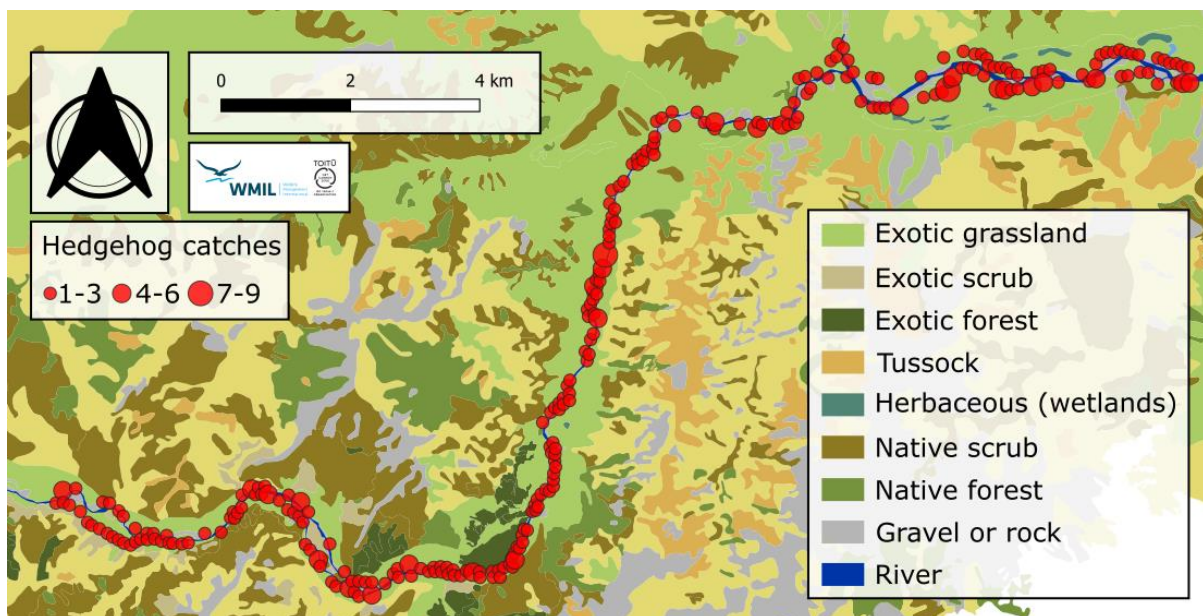 0 2 4 km
WMIL
TOITŪ
Hedgehog catches
1-3 4-6 7-9
Exotic grassland
Exotic scrub
Exotic forest
Tussock
Herbaceous (wetlands)
Native scrub
Native forest
Gravel or rock
River